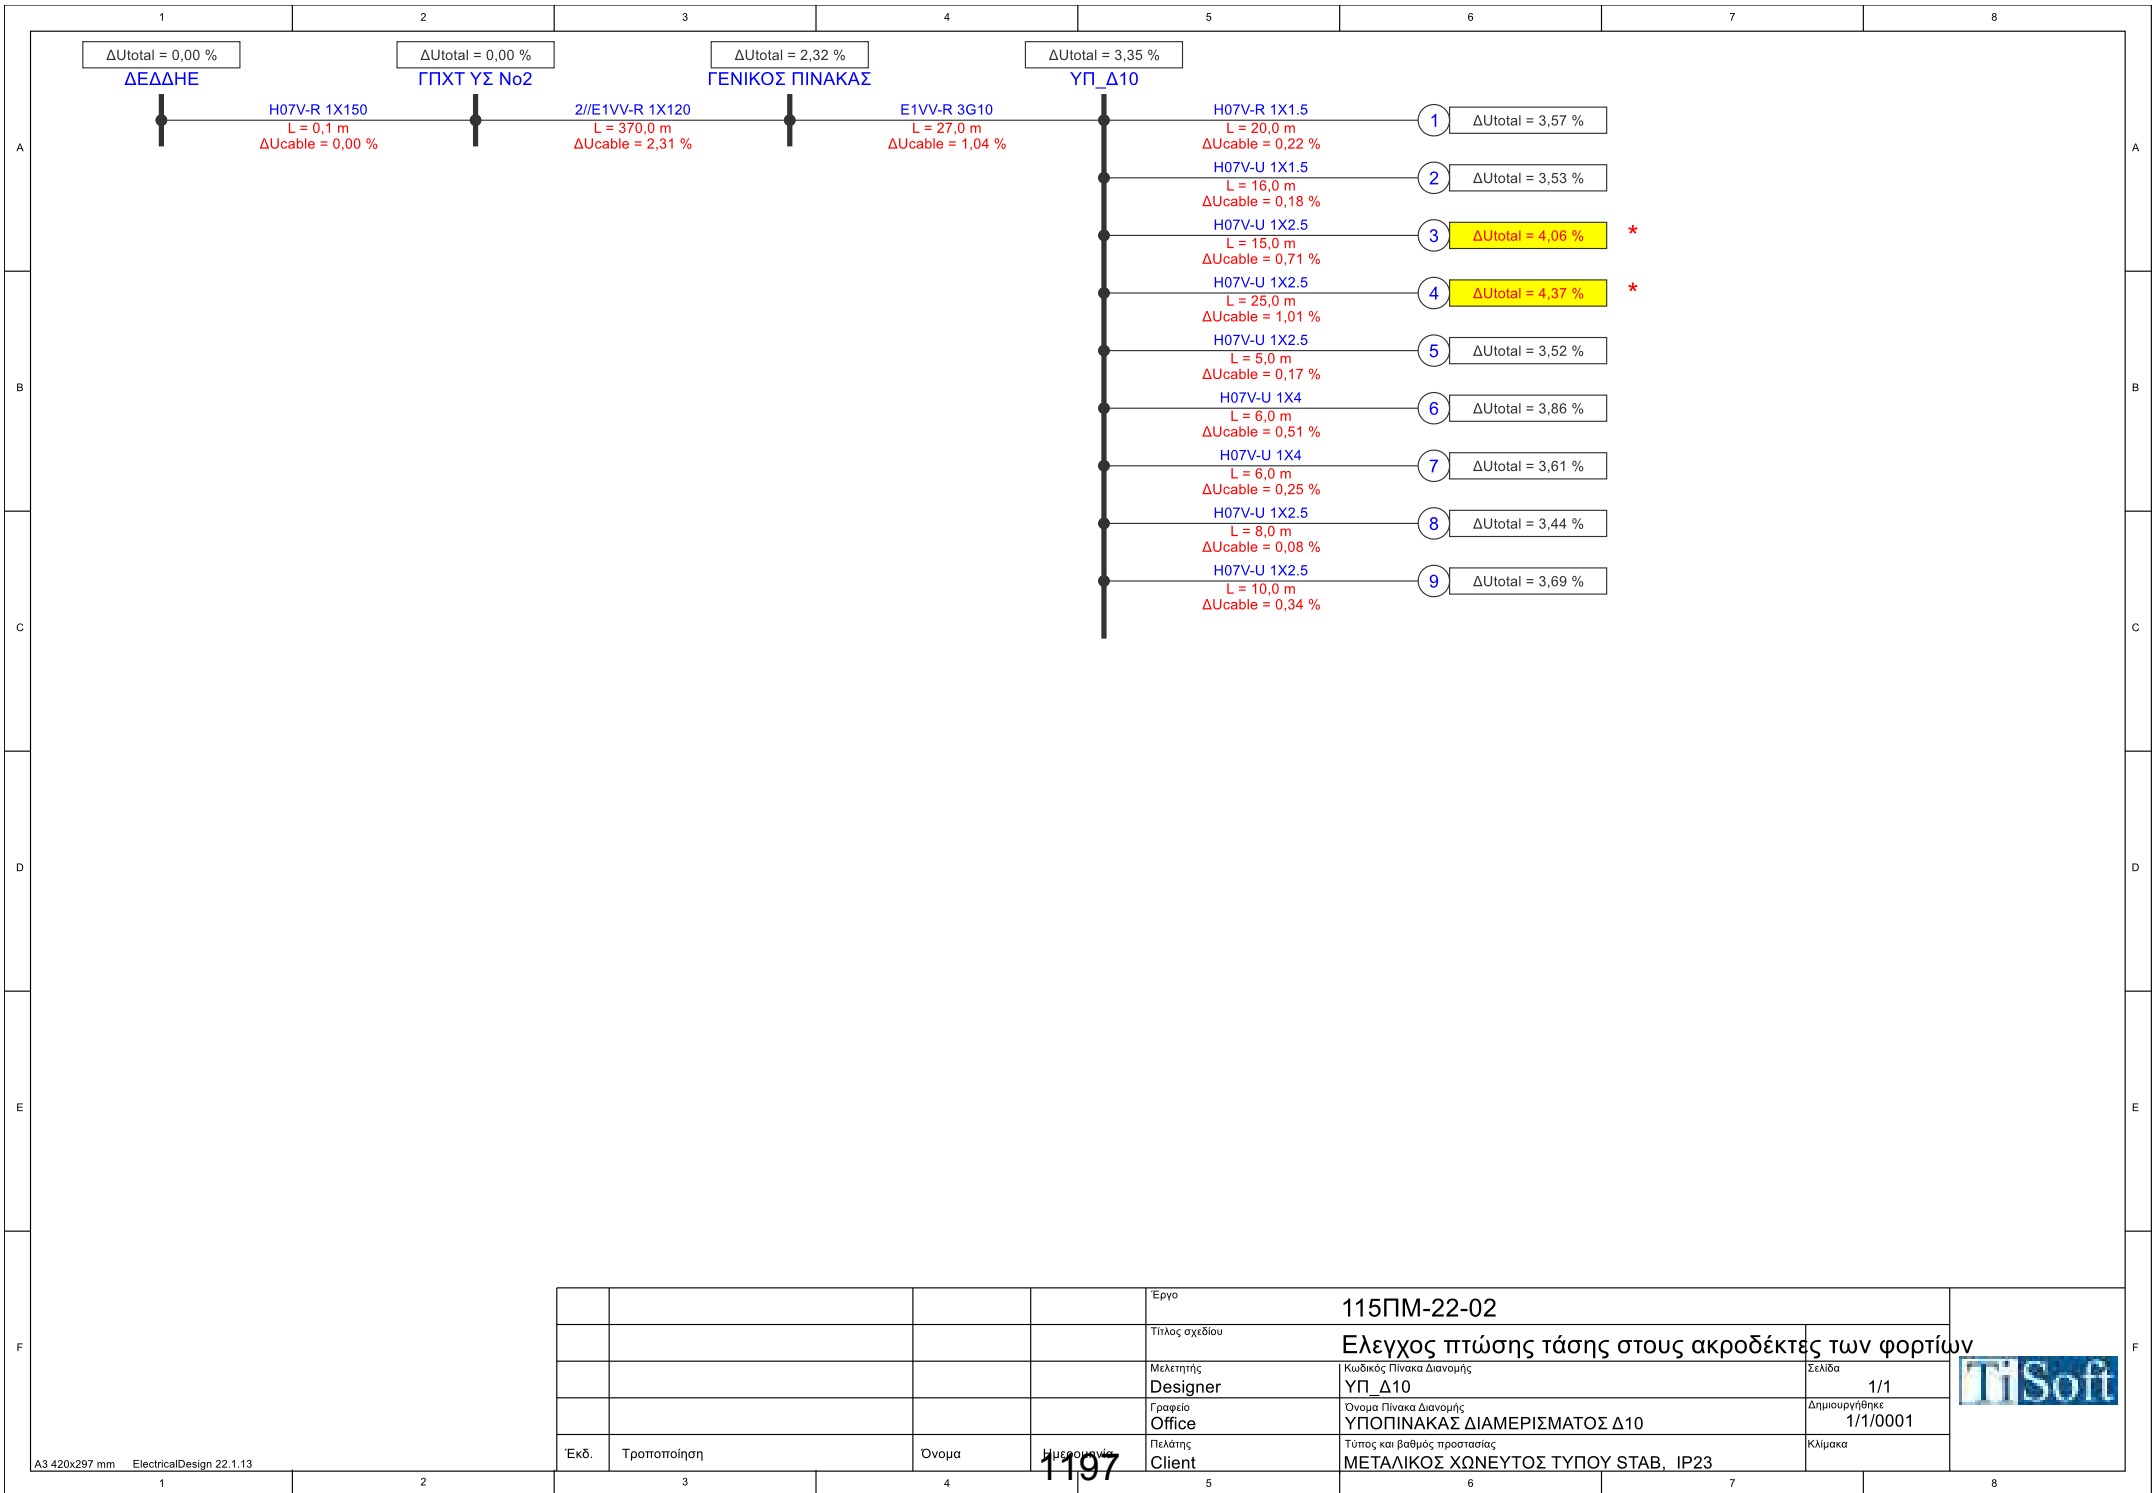 1 2 3 4 5 6 7 8
ΔUtotal = 0,00 % ΔUtotal = 0,00 % ΔUtotal = 2,32 % ΔUtotal = 3,35 %
ΔΕΔΔΗΕ ΓΠΧΤ ΥΣ Νο2 ΓΕΝΙΚΟΣ ΠΙΝΑΚΑΣ ΥΠ_Δ10
H07V-R 1X150 2//E1VV-R 1X120 E1VV-R 3G10 H07V-R 1X1.5
1 ΔUtotal = 3,57 %
L = 0,1 m L = 370,0 m L = 27,0 m L = 20,0 m
ΔUcable = 0,00 % ΔUcable = 2,31 % ΔUcable = 1,04 % ΔUcable = 0,22 %
A A
H07V-U 1X1.5
2 ΔUtotal = 3,53 %
L = 16,0 m
ΔUcable = 0,18 %
H07V-U 1X2.5
3 ΔUtotal = 4,06 % *
L = 15,0 m
ΔUcable = 0,71 %
H07V-U 1X2.5
4 ΔUtotal = 4,37 % *
L = 25,0 m
ΔUcable = 1,01 %
H07V-U 1X2.5
5 ΔUtotal = 3,52 %
L = 5,0 m
ΔUcable = 0,17 %
B B
H07V-U 1X4
6 ΔUtotal = 3,86 %
L = 6,0 m
ΔUcable = 0,51 %
H07V-U 1X4
7 ΔUtotal = 3,61 %
L = 6,0 m
ΔUcable = 0,25 %
H07V-U 1X2.5
8 ΔUtotal = 3,44 %
L = 8,0 m
ΔUcable = 0,08 %
H07V-U 1X2.5
9 ΔUtotal = 3,69 %
L = 10,0 m
ΔUcable = 0,34 %
C C
D D
E E
F F
Έργο
115ΠΜ-22-02
Τίτλος σχεδίου
Ελεγχος πτώσης τάσης στους ακροδέκτες των φορτίων
Μελετητής Κωδικός Πίνακα Διανομής Σελίδα
Designer ΥΠ_Δ10 1/1
Γραφείο Όνομα Πίνακα Διανομής Δημιουργήθηκε
Office ΥΠΟΠΙΝΑΚΑΣ ΔΙΑΜΕΡΙΣΜΑΤΟΣ Δ10 1/1/0001
Πελάτης Τύπος και βαθμός προστασίας Κλίμακα
Client ΜΕΤΑΛΙΚΟΣ ΧΩΝΕΥΤΟΣ ΤΥΠΟΥ STAB, IP23
Έκδ. Τροποποίηση Όνομα Ημερομηνία
1197
TiSoft
A3 420x297 mm ElectricalDesign 22.1.13
1 2 3 4 5 6 7 8